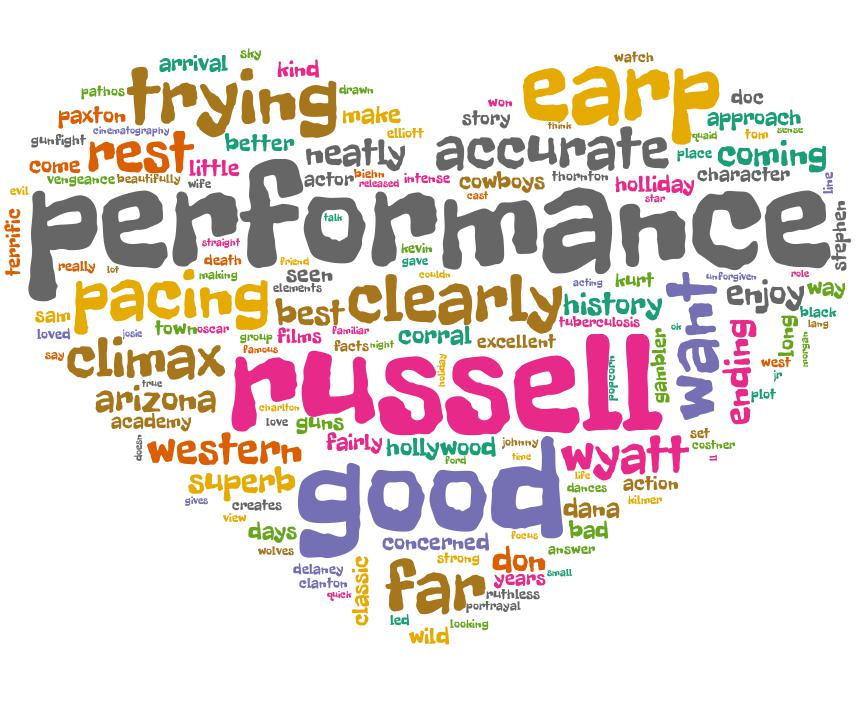 sky
watch
arrival
kind
trying
earp
pathos
drawn
won
doc
paxton
make
story
approach
cinematography
think
tom
sense
gunfight
elliott
quaid
rest
better
neatly
accurate
place
coming
come
little
actor
biehn
thornton
character
vengeance
beautifully
released
intense
cowboys
holliday
line
evil
wife
cast
star
performance
terrific
talk
stephen
straight
kevin
really
lot
death
friend
gave
couldn
unforgiven
role
making
seen
elements
acting
kurt
way
pacing
best
clearly
history
want
enjoy
sam
town
oscar
familiar
tuberculosis
black
loved
josie
group
films
facts
night
corral
excellent
ok
long
lang
say
climax
famous
gambler
ending
morgan
true
russell
holiday
popcorn
west
jr
arizona
charlton
plot
academy
love
guns
doesn
western
fairly
hollywood
johnny
set
costner
ford
time
wyatt
ii
superb
good
life
action
dances
gives
creates
kilmer
view
dana
days
focus
bad
wolves
concerned
answer
strong
delaney
don
clanton
years
small
quick
classic
far
ruthless
portrayal
led
looking
wild